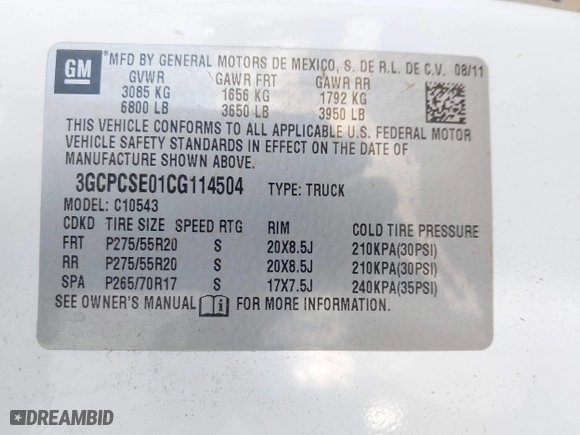 GM
® MFD BY GENERAL MOTORS DE MEXICO, S. DE R.L. DE C.V. 08/11
GVWR GAWR FRT GAWR RR
3085 KG 1656 KG 1792 KG
6800 LB 3650 LB 3950 LB
THIS VEHICLE CONFORMS TO ALL APPLICABLE U.S. FEDERAL MOTOR
VEHICLE SAFETY STANDARDS IN EFFECT ON THE DATE OF
MANUFACTURE SHOWN ABOVE.
3GCPCSE01CG114504 TYPE: TRUCK
MODEL: C10543
CDKD TIRE SIZE SPEED RTG RIM COLD TIRE PRESSURE
FRT P275/55R20 S 20X8.5J 210KPA(30PSI)
RR P275/55R20 S 20X8.5J 210KPA(30PSI)
SPA P265/70R17 S 17X7.5J 240KPA(35PSI)
SEE OWNER'S MANUAL FOR MORE INFORMATION.
DREAMBID